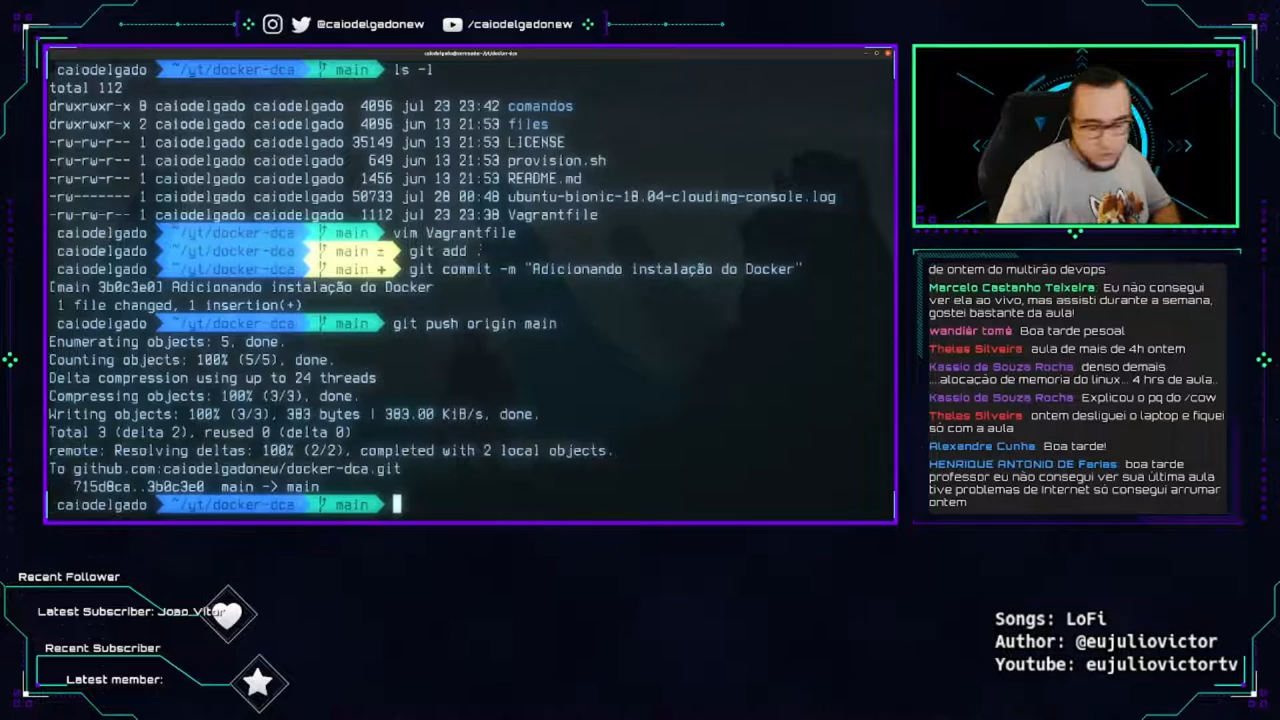 @caiodelgadonew /caiodelgadonew
caiodelgado@nomade:~/yt/docker-dca
caiodelgado ~/yt/docker-dca main ls -l
total 112
drwxrwxr-x 8 caiodelgado caiodelgado 4096 jul 23 23:42 comandos
drwxrwxr-x 2 caiodelgado caiodelgado 4096 jun 13 21:53 files
-rw-rw-r-- 1 caiodelgado caiodelgado 35149 jun 13 21:53 LICENSE
-rw-rw-r-- 1 caiodelgado caiodelgado 649 jun 13 21:53 provision.sh
-rw-rw-r-- 1 caiodelgado caiodelgado 1456 jun 13 21:53 README.md
-rw------- 1 caiodelgado caiodelgado 50733 jul 28 00:48 ubuntu-bionic-18.04-cloudimg-console.log
-rw-rw-r-- 1 caiodelgado caiodelgado 1112 jul 23 23:38 Vagrantfile
caiodelgado ~/yt/docker-dca main vim Vagrantfile
caiodelgado ~/yt/docker-dca main ± git add .
caiodelgado ~/yt/docker-dca main + git commit -m "Adicionando instalação do Docker"
[main 3b0c3e0] Adicionando instalação do Docker
1 file changed, 1 insertion(+)
caiodelgado ~/yt/docker-dca main git push origin main
Enumerating objects: 5, done.
Counting objects: 100% (5/5), done.
Delta compression using up to 24 threads
Compressing objects: 100% (3/3), done.
Writing objects: 100% (3/3), 383 bytes | 383.00 KiB/s, done.
Total 3 (delta 2), reused 0 (delta 0)
remote: Resolving deltas: 100% (2/2), completed with 2 local objects.
To github.com:caiodelgadonew/docker-dca.git
715d8ca..3b0c3e0 main -> main
caiodelgado ~/yt/docker-dca main
de ontem do multirão devops
Marcelo Castanho Teixeira: Eu não consegui
ver ela ao vivo, mas assisti durante a semana,
gostei bastante da aula!
wandiér tomé Boa tarde pesoal
Theles Silveira aula de mais de 4h ontem
Kassio de Souza Rocha denso demais
....alocação de memoria do linux... 4 hrs de aula..
Kassio de Souza Rocha Explicou o pq do /cow
Theles Silveira ontem desliguei o laptop e fiquei
só com a aula
Alexandre Cunha Boa tarde!
HENRIQUE ANTONIO DE Farias boa tarde
professor eu não consegui ver sua última aula
tive problemas de Internet só consegui arrumar
ontem
Recent Follower
Latest Subscriber: Joao Vitor
Recent Subscriber
Latest member:
Songs: LoFi
Author: @eujuliovictor
Youtube: eujuliovictortv